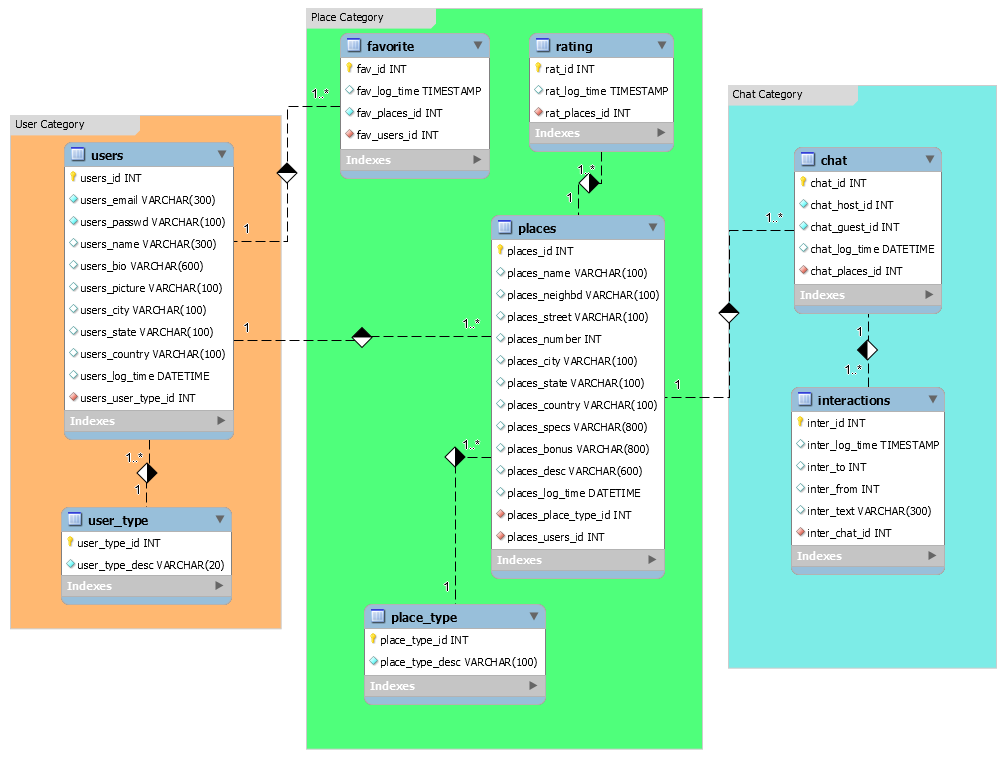 Place Category
favorite
fav_id INT
fav_log_time TIMESTAMP
fav_places_id INT
fav_users_id INT
Indexes
rating
rat_id INT
rat_log_time TIMESTAMP
rat_places_id INT
Indexes
1..*
1..*
1
User Category
users
users_id INT
users_email VARCHAR(300)
users_passwd VARCHAR(100)
users_name VARCHAR(300)
users_bio VARCHAR(600)
users_picture VARCHAR(100)
users_city VARCHAR(100)
users_state VARCHAR(100)
users_country VARCHAR(100)
users_log_time DATETIME
users_user_type_id INT
Indexes
1
1
1..*
1..*
1
user_type
user_type_id INT
user_type_desc VARCHAR(20)
Indexes
places
places_id INT
places_name VARCHAR(100)
places_neighbd VARCHAR(100)
places_street VARCHAR(100)
places_number INT
places_city VARCHAR(100)
places_state VARCHAR(100)
places_country VARCHAR(100)
places_specs VARCHAR(800)
places_bonus VARCHAR(800)
places_desc VARCHAR(600)
places_log_time DATETIME
places_place_type_id INT
places_users_id INT
Indexes
1..*
1
place_type
place_type_id INT
place_type_desc VARCHAR(100)
Indexes
Chat Category
chat
chat_id INT
chat_host_id INT
chat_guest_id INT
chat_log_time DATETIME
chat_places_id INT
Indexes
1..*
1
1
1..*
interactions
inter_id INT
inter_log_time TIMESTAMP
inter_to INT
inter_from INT
inter_text VARCHAR(300)
inter_chat_id INT
Indexes